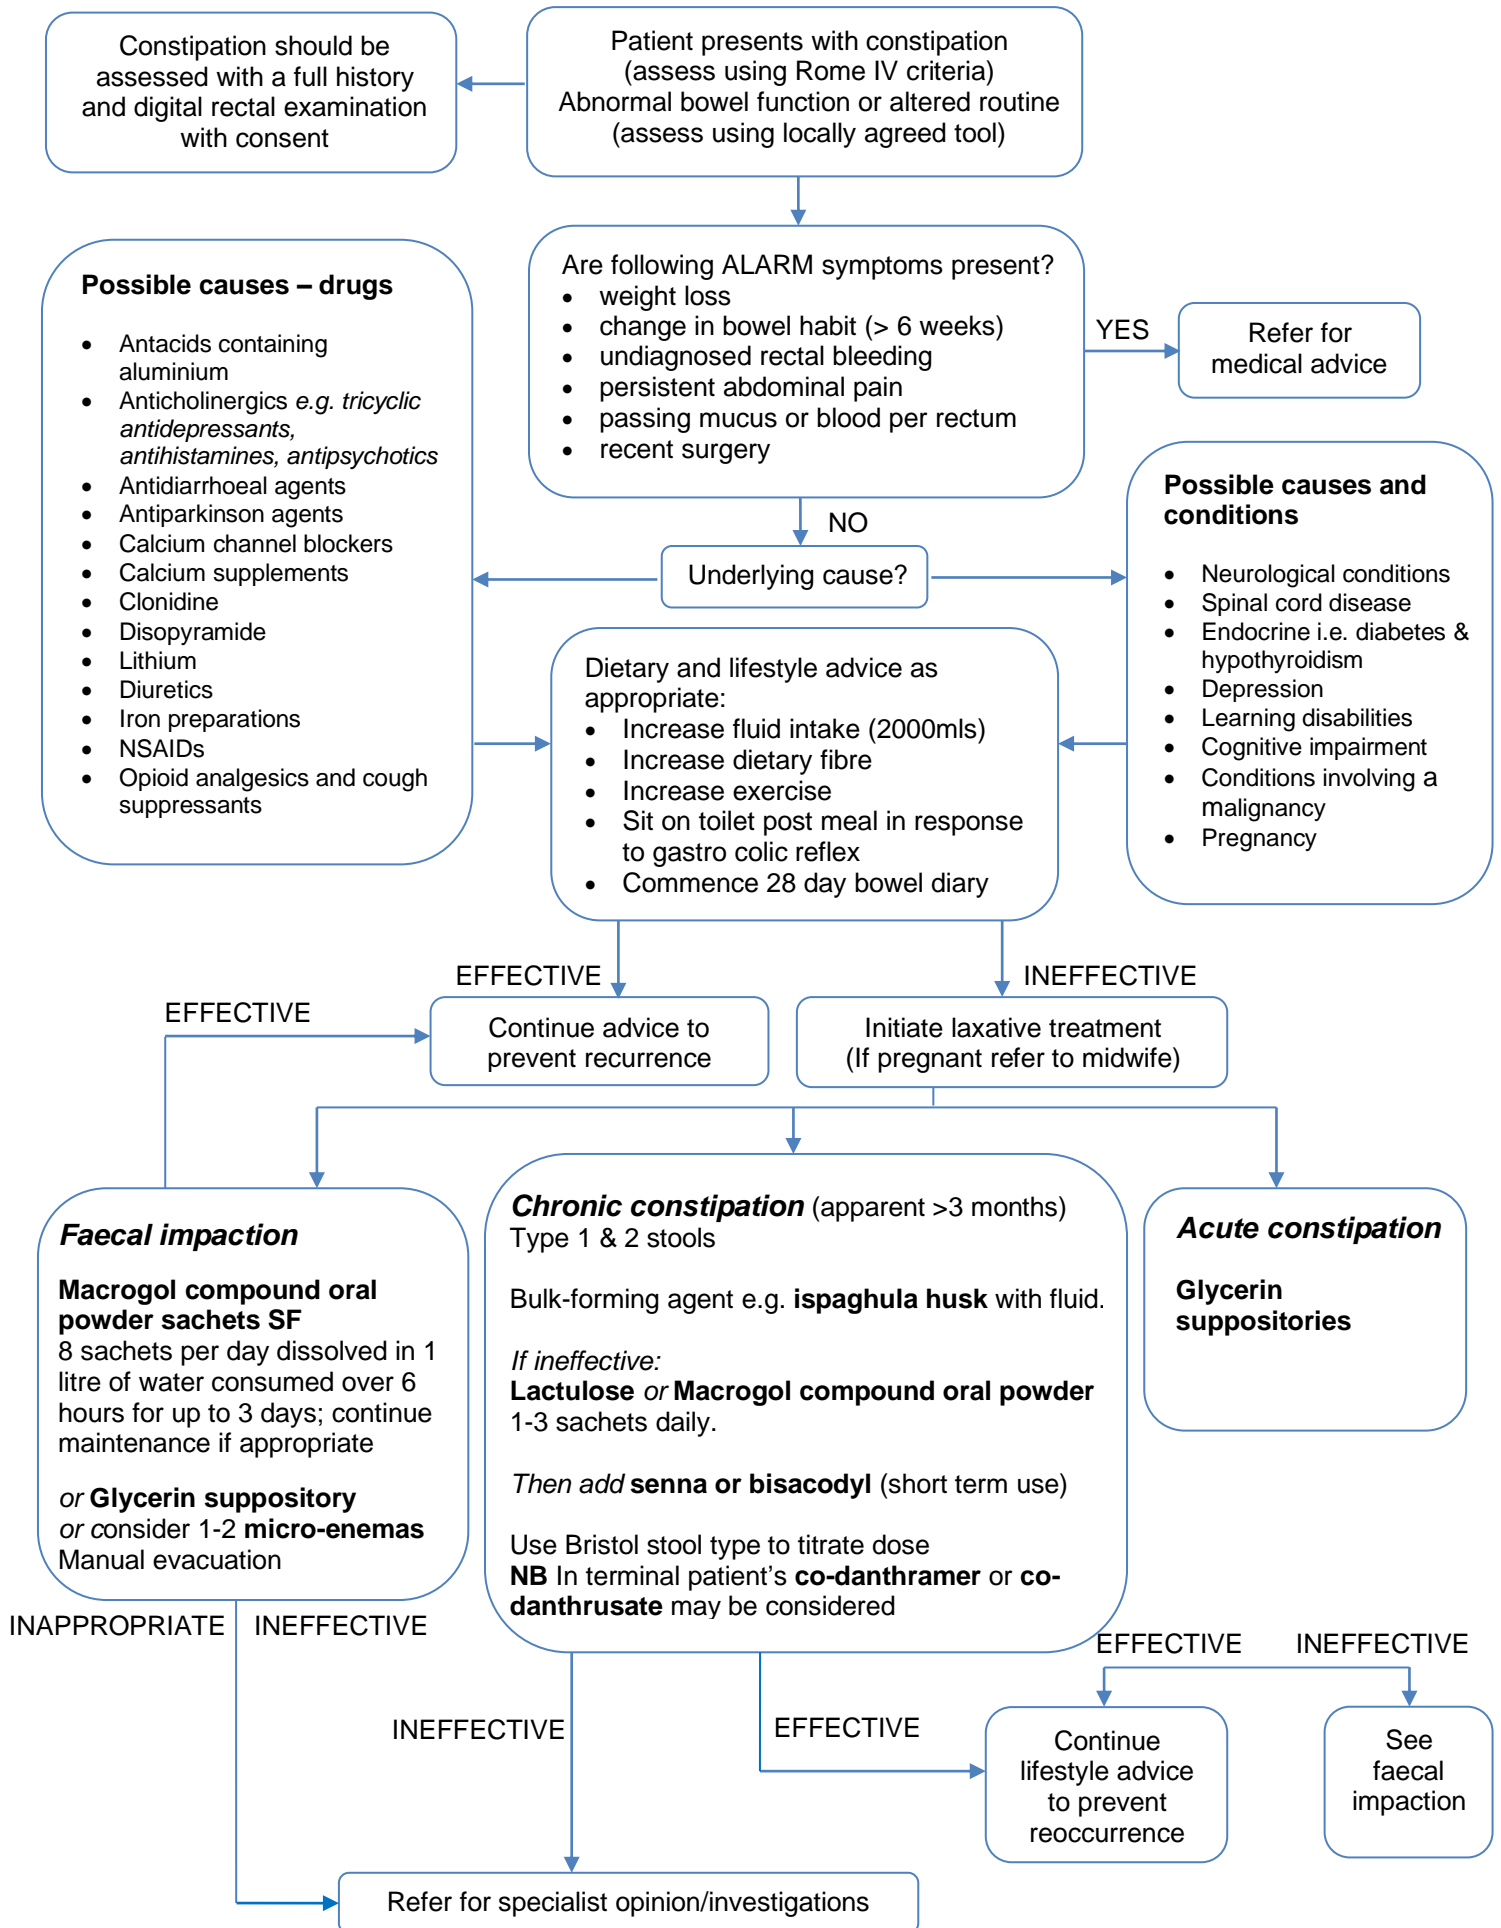 Constipation should be
assessed with a full history
and digital rectal examination
with consent
Patient presents with constipation
(assess using Rome IV criteria)
Abnormal bowel function or altered routine
(assess using locally agreed tool)
Are following ALARM symptoms present?
• weight loss
• change in bowel habit (> 6 weeks)
• undiagnosed rectal bleeding
• persistent abdominal pain
• passing mucus or blood per rectum
• recent surgery
YES
Refer for
medical advice
NO
Underlying cause?
Possible causes – drugs
• Antacids containing
aluminium
• Anticholinergics e.g. tricyclic
antidepressants,
antihistamines, antipsychotics
• Antidiarrhoeal agents
• Antiparkinson agents
• Calcium channel blockers
• Calcium supplements
• Clonidine
• Disopyramide
• Lithium
• Diuretics
• Iron preparations
• NSAIDs
• Opioid analgesics and cough
suppressants
Possible causes and
conditions
• Neurological conditions
• Spinal cord disease
• Endocrine i.e. diabetes &
hypothyroidism
• Depression
• Learning disabilities
• Cognitive impairment
• Conditions involving a
malignancy
• Pregnancy
Dietary and lifestyle advice as
appropriate:
• Increase fluid intake (2000mls)
• Increase dietary fibre
• Increase exercise
• Sit on toilet post meal in response
to gastro colic reflex
• Commence 28 day bowel diary
EFFECTIVE
INEFFECTIVE
EFFECTIVE
Continue advice to
prevent recurrence
Initiate laxative treatment
(If pregnant refer to midwife)
Faecal impaction
Macrogol compound oral
powder sachets SF
8 sachets per day dissolved in 1
litre of water consumed over 6
hours for up to 3 days; continue
maintenance if appropriate
or Glycerin suppository
or consider 1-2 micro-enemas
Manual evacuation
Chronic constipation (apparent >3 months)
Type 1 & 2 stools
Bulk-forming agent e.g. ispaghula husk with fluid.
If ineffective:
Lactulose or Macrogol compound oral powder
1-3 sachets daily.
Then add senna or bisacodyl (short term use)
Use Bristol stool type to titrate dose
NB In terminal patient's co-danthramer or co-
danthrusate may be considered
Acute constipation
Glycerin
suppositories
INAPPROPRIATE
INEFFECTIVE
INEFFECTIVE
EFFECTIVE
EFFECTIVE
INEFFECTIVE
Continue
lifestyle advice
to prevent
reoccurrence
See
faecal
impaction
Refer for specialist opinion/investigations